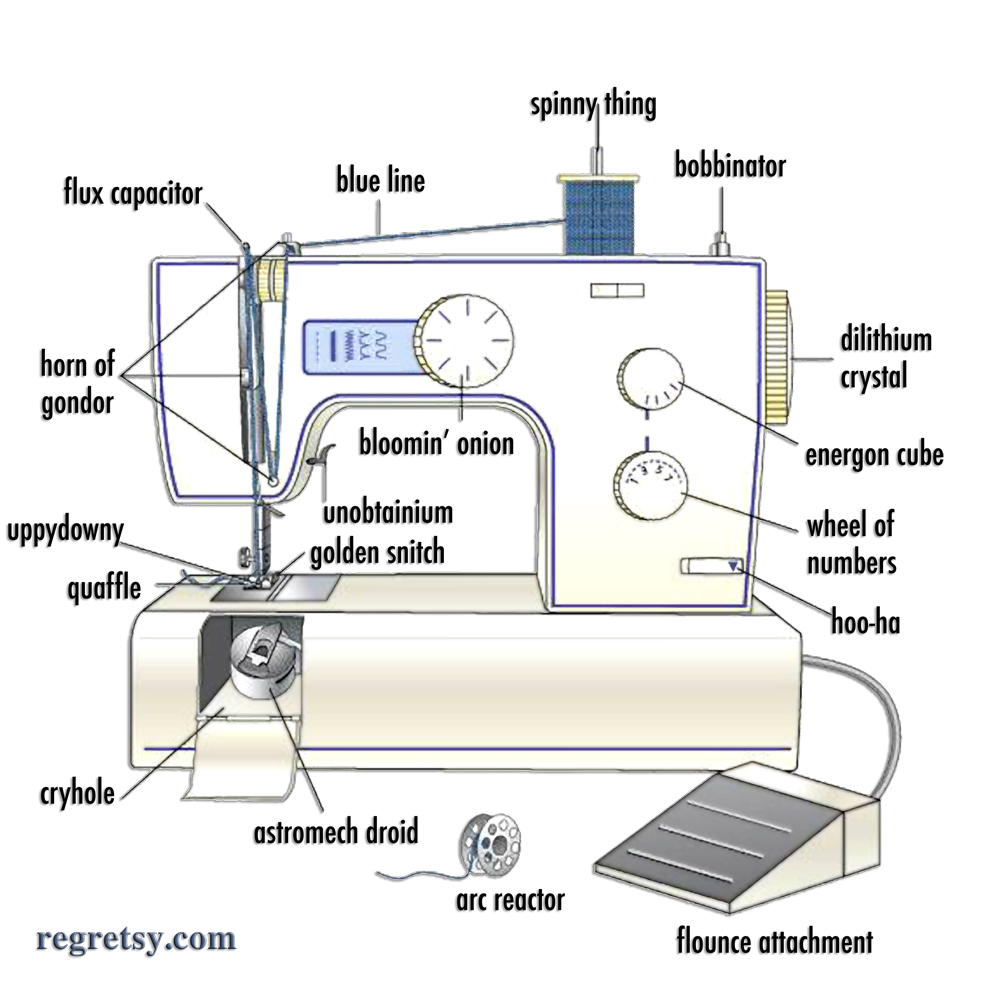 spinny thing
bobbinator
blue line
flux capacitor
dilithium
crystal
horn of
gondor
bloomin' onion
energon cube
unobtainium
wheel of
numbers
uppydowny
golden snitch
quaffle
hoo-ha
cryhole
astromech droid
arc reactor
flounce attachment
regretsy.com